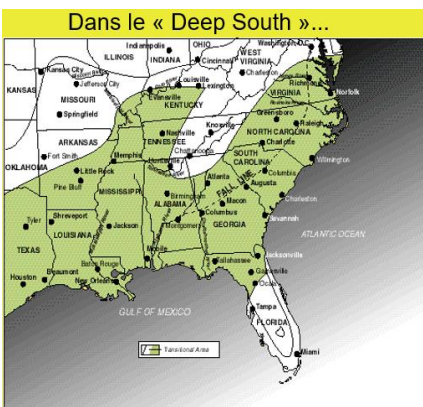 Dans le « Deep South »...
Indianapolis
OHIO
Washington, D.C.
ILLINOIS
INDIANA
Cincinnati
WEST
VIRGINIA
Kansas City
Jefferson City
Louisville
Charleston
Richmond
KANSAS
MISSOURI
Evansville
Lexington
KENTUCKY
VIRGINIA
Norfolk
Springfield
Greensboro
Raleigh
Nashville
Knoxville
NORTH CAROLINA
ARKANSAS
TENNESSEE
Charlotte
OKLAHOMA
Fort Smith
Memphis
Huntsville
Chattanooga
SOUTH
CAROLINA
Wilmington
Little Rock
Columbia
Pine Bluff
MISSISSIPPI
Atlanta
Augusta
Birmingham
FALL LINE
Charleston
ALABAMA
Macon
Tyler
Shreveport
Columbus
Jackson
Montgomery
GEORGIA
Savannah
LOUISIANA
ATLANTIC OCEAN
TEXAS
Mobile
Jacksonville
Baton Rouge
Tallahassee
Houston
Beaumont
New Orleans
Gainesville
Ocala
GULF OF MEXICO
Tampa
FLORIDA
Transitional Area
Miami